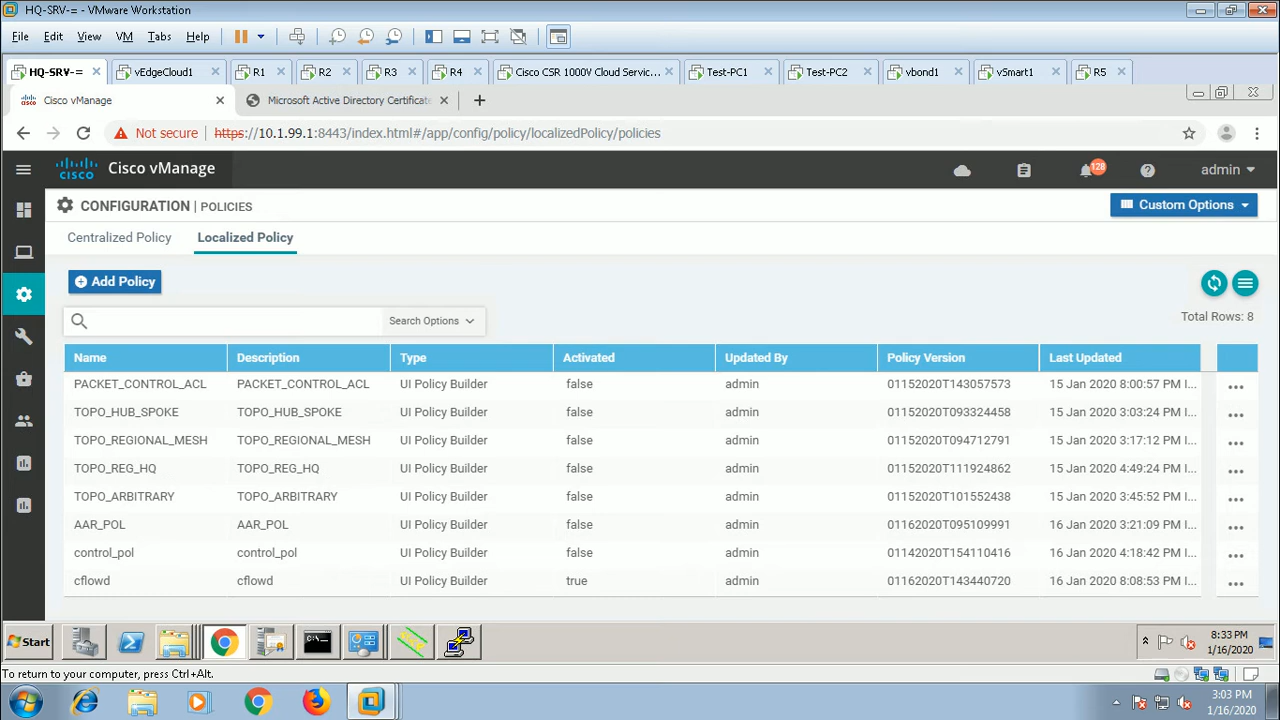 HQ-SRV-= - VMware Workstation
File Edit View VM Tabs Help
HQ-SRV-= vEdgeCloud1 R1 R2 R3 R4 Cisco CSR 1000V Cloud Servic... Test-PC1 Test-PC2 vbond1 vSmart1 R5
Cisco vManage Microsoft Active Directory Certificate
Not secure https://10.1.99.1:8443/index.html#/app/config/policy/localizedPolicy/policies
CISCO Cisco vManage 128 admin
CONFIGURATION | POLICIES Custom Options
Centralized Policy Localized Policy
Add Policy
Search Options Total Rows: 8
Name Description Type Activated Updated By Policy Version Last Updated
PACKET_CONTROL_ACL PACKET_CONTROL_ACL UI Policy Builder false admin 01152020T143057573 15 Jan 2020 8:00:57 PM I... ...
TOPO_HUB_SPOKE TOPO_HUB_SPOKE UI Policy Builder false admin 01152020T093324458 15 Jan 2020 3:03:24 PM I... ...
TOPO_REGIONAL_MESH TOPO_REGIONAL_MESH UI Policy Builder false admin 01152020T094712791 15 Jan 2020 3:17:12 PM I... ...
TOPO_REG_HQ TOPO_REG_HQ UI Policy Builder false admin 01152020T111924862 15 Jan 2020 4:49:24 PM I... ...
TOPO_ARBITRARY TOPO_ARBITRARY UI Policy Builder false admin 01152020T101552438 15 Jan 2020 3:45:52 PM I... ...
AAR_POL AAR_POL UI Policy Builder false admin 01162020T095109991 16 Jan 2020 3:21:09 PM I... ...
control_pol control_pol UI Policy Builder false admin 01142020T154110416 16 Jan 2020 4:18:42 PM I... ...
cflowd cflowd UI Policy Builder true admin 01162020T143440720 16 Jan 2020 8:08:53 PM I... ...
Start 8:33 PM
1/16/2020
To return to your computer, press Ctrl+Alt.
3:03 PM
1/16/2020